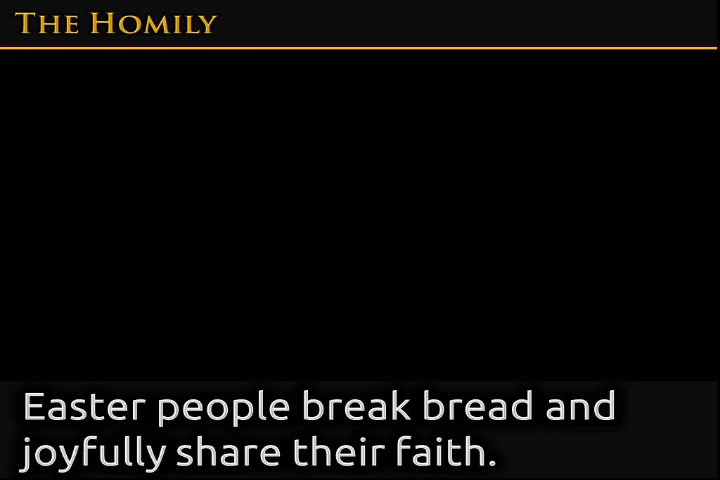 The Homily
Easter people break bread and
joyfully share their faith.